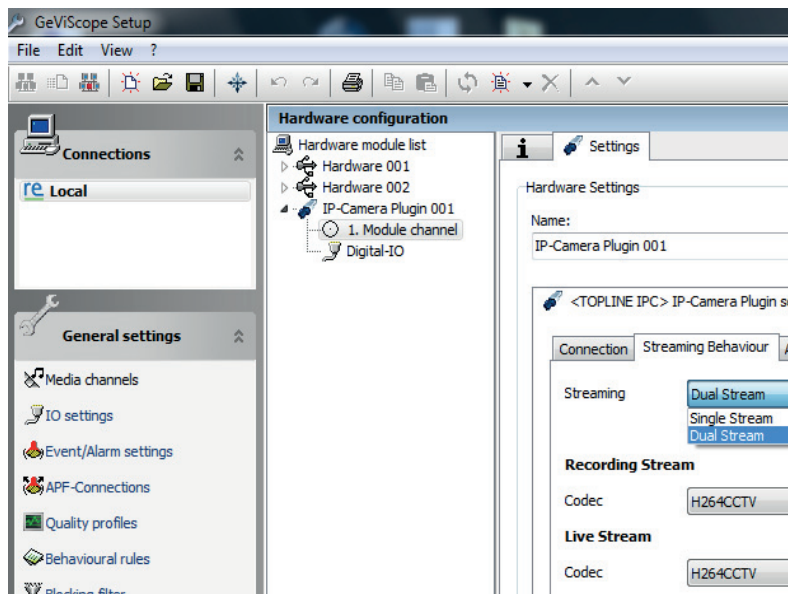 GeViScope Setup
File Edit View ?
Connections
re Local
General settings
Media channels
IO settings
Event/Alarm settings
APF-Connections
Quality profiles
Behavioural rules
Blocking filter
Hardware configuration
Hardware module list
Hardware 001
Hardware 002
IP-Camera Plugin 001
1. Module channel
Digital-IO
i Settings
Hardware Settings
Name:
IP-Camera Plugin 001
<TOPLINE IPC> IP-Camera Plugin
Connection Streaming Behaviour
Streaming Dual Stream
Single Stream
Dual Stream
Recording Stream
Codec H264CCTV
Live Stream
Codec H264CCTV